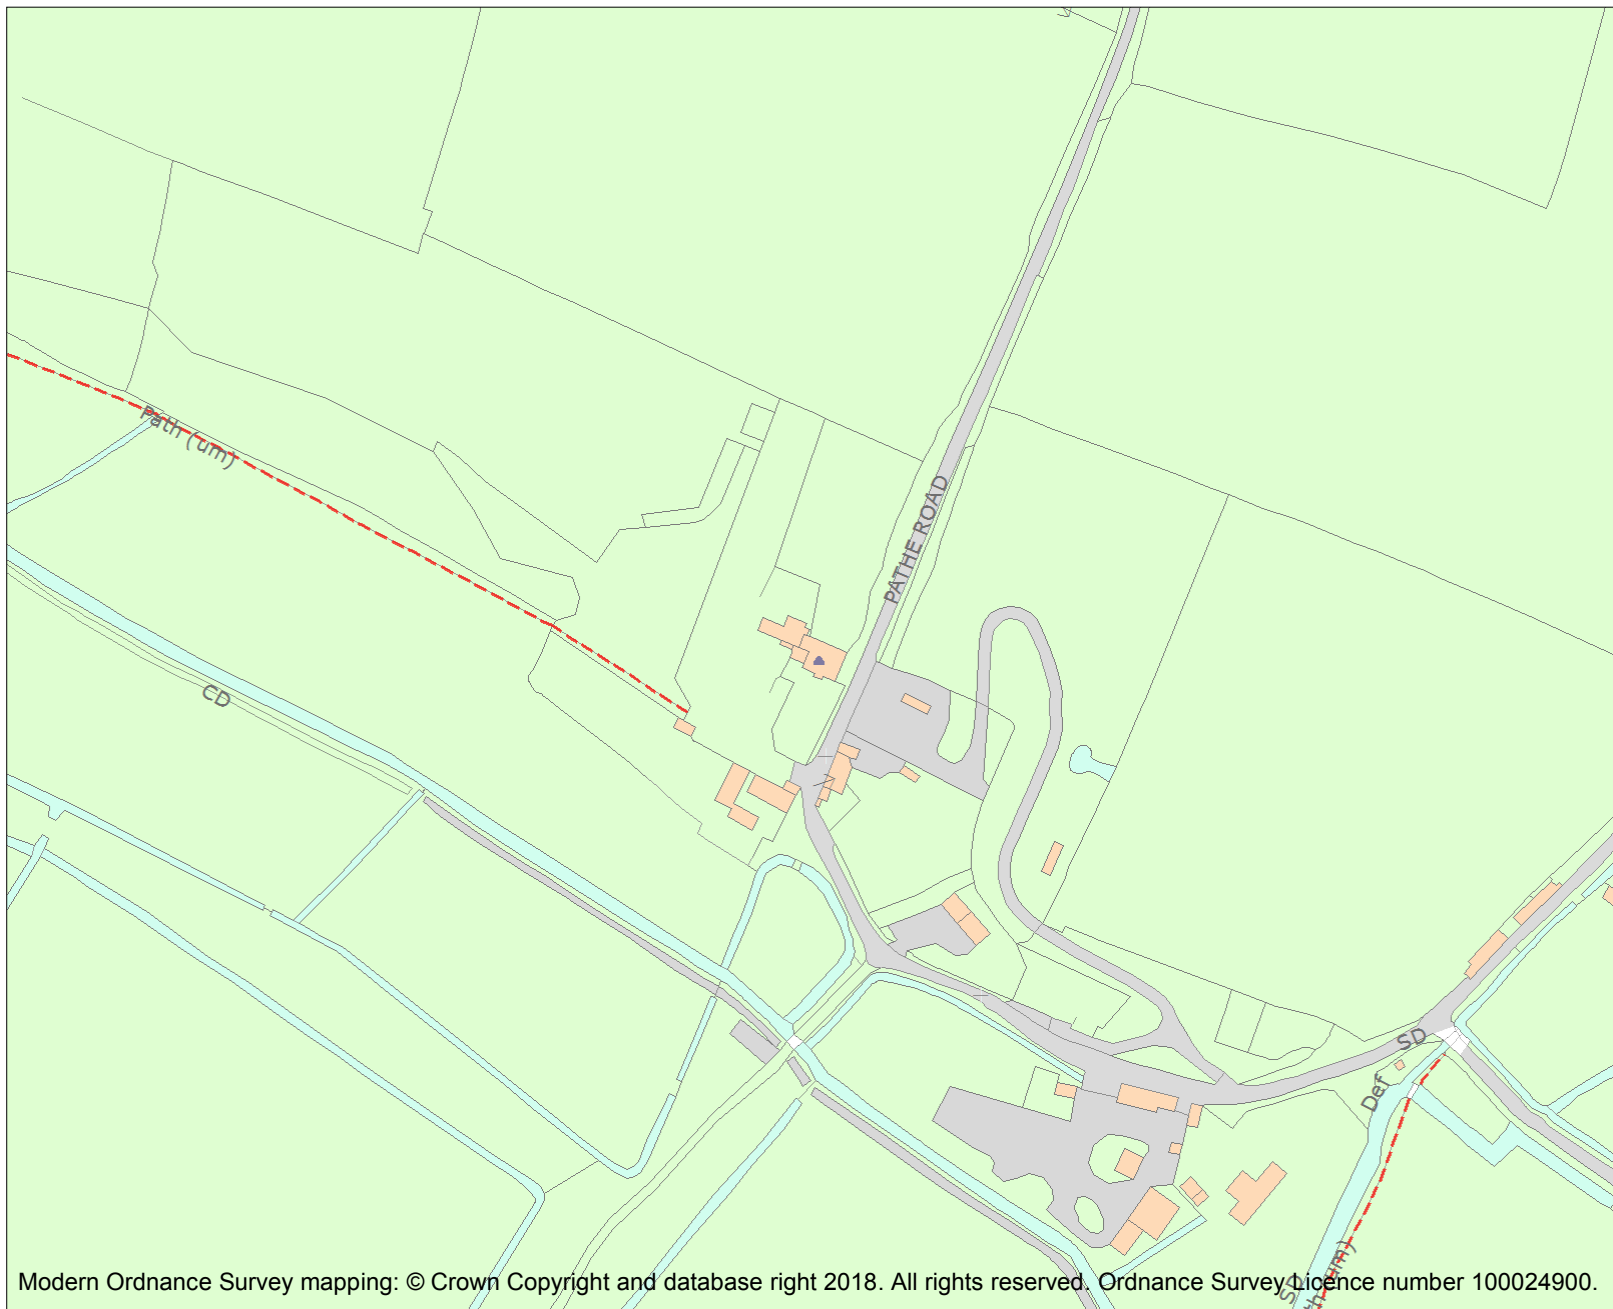 Path (um)
PATHE ROAD
CD
SD
Def
SD
Modern Ordnance Survey mapping: © Crown Copyright and database right 2018. All rights reserved. Ordnance Survey Licence number 100024900.